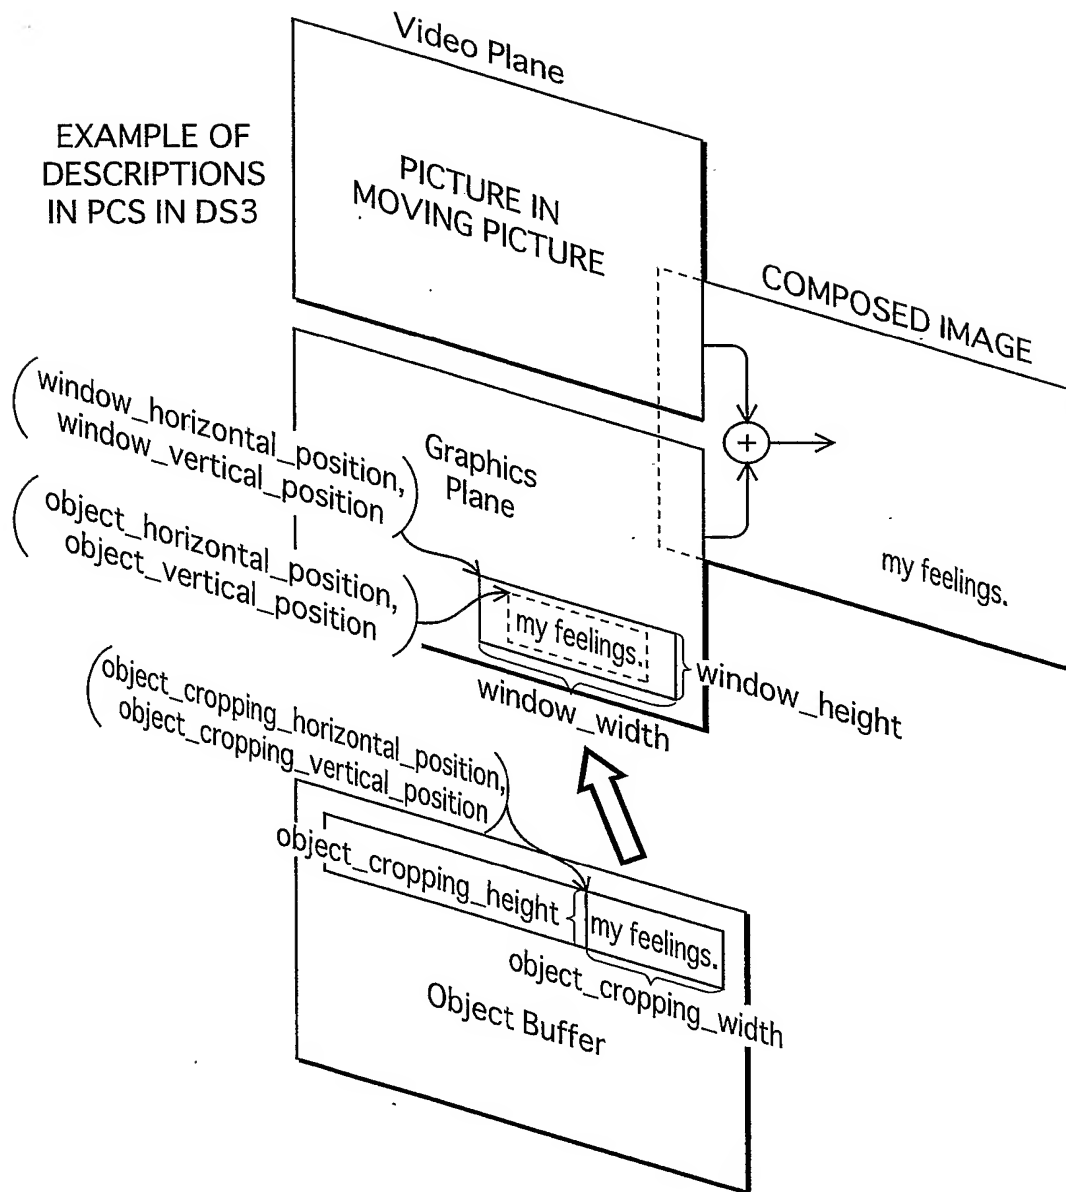 Video Plane
EXAMPLE OF
DESCRIPTIONS
IN PCS IN DS3
PICTURE IN
MOVING PICTURE
COMPOSED IMAGE
(window_horizontal_position,
window_vertical_position)
Graphics
Plane
+
(object_horizontal_position,
object_vertical_position)
my feelings.
my feelings.
window_height
window_width
(object_cropping_horizontal_position,
object_cropping_vertical_position)
object_cropping_height
my feelings.
object_cropping_width
Object Buffer